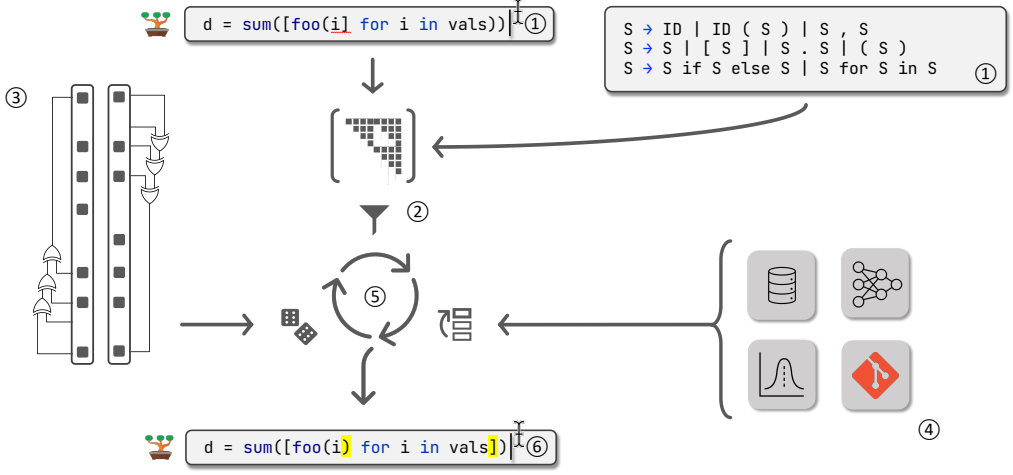 d = sum([foo(i] for i in vals))
①
S → ID | ID ( S ) | S , S
S → S | [ S ] | S . S | ( S )
S → S if S else S | S for S in S
①
③
②
⑤
④
d = sum([foo(i) for i in vals])
⑥